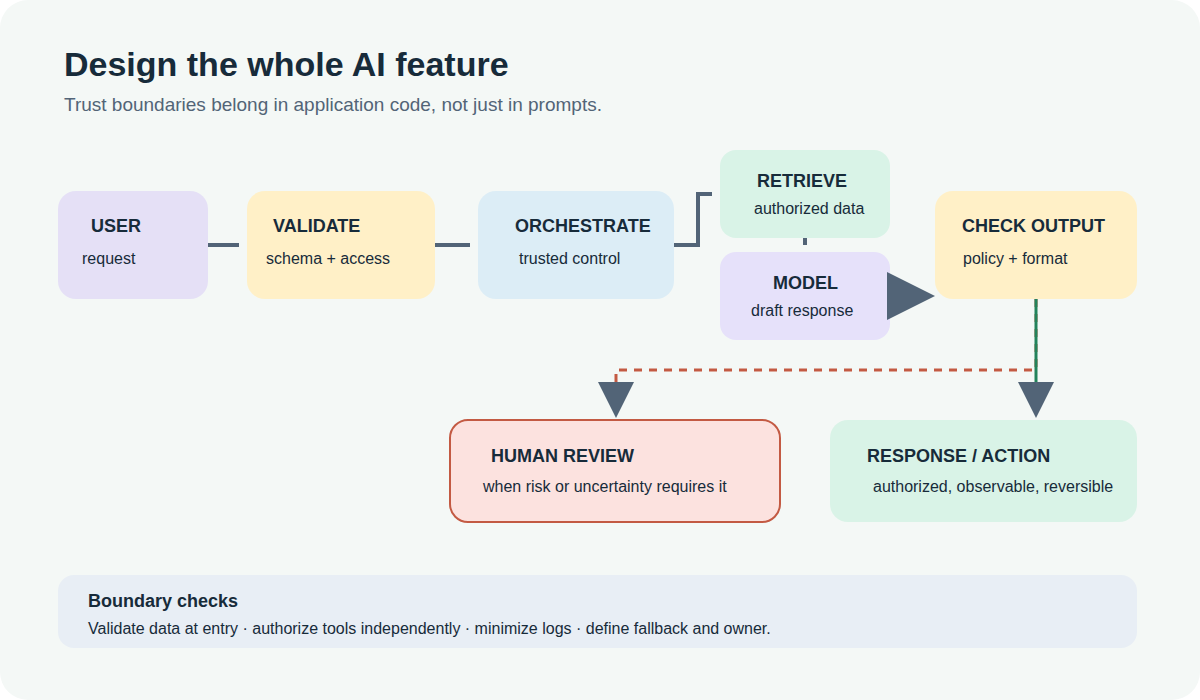 Design the whole AI feature
Trust boundaries belong in application code, not just in prompts.
USER
request
VALIDATE
schema + access
ORCHESTRATE
trusted control
RETRIEVE
authorized data
MODEL
draft response
CHECK OUTPUT
policy + format
HUMAN REVIEW
when risk or uncertainty requires it
RESPONSE / ACTION
authorized, observable, reversible
Boundary checks
Validate data at entry · authorize tools independently · minimize logs · define fallback and owner.